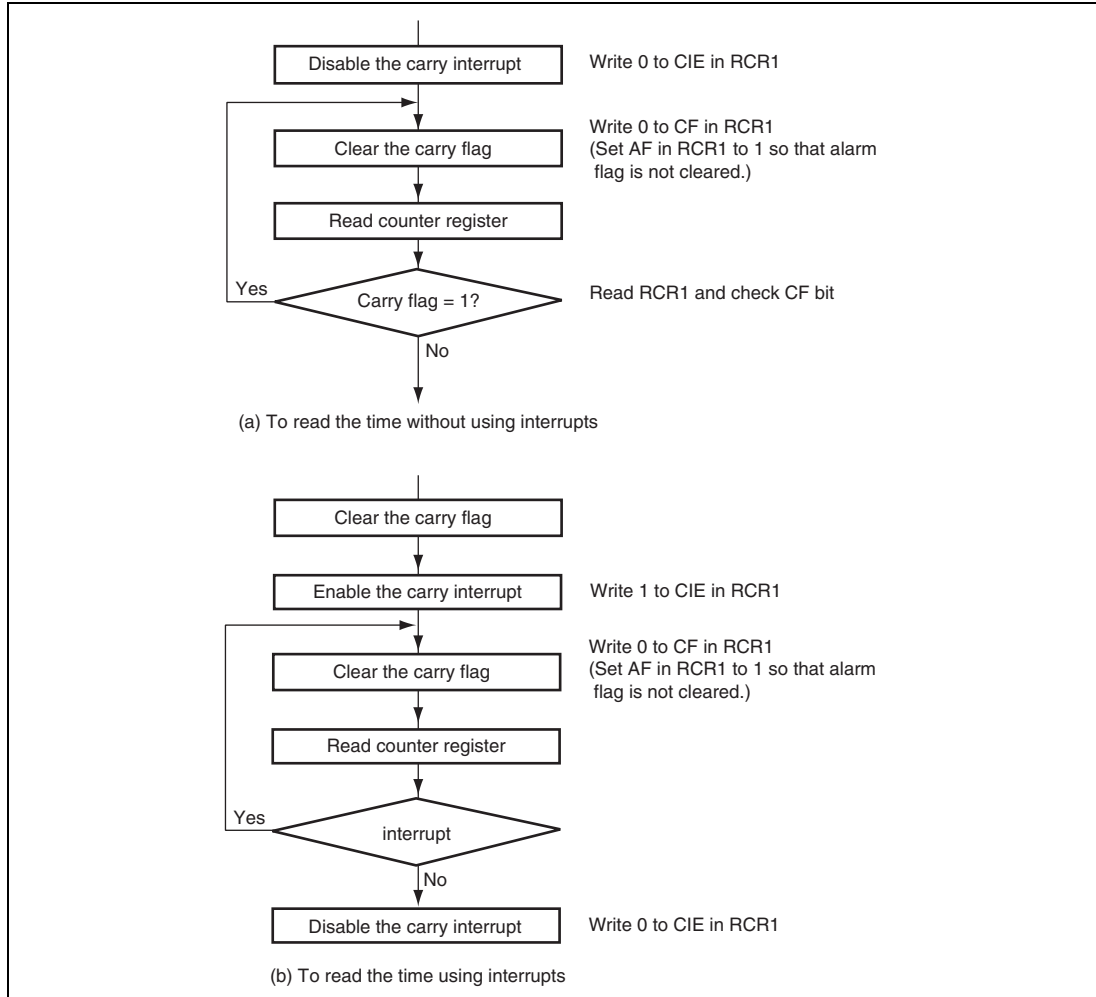 Disable the carry interrupt
Write 0 to CIE in RCR1
Write 0 to CF in RCR1
(Set AF in RCR1 to 1 so that alarm
flag is not cleared.)
Clear the carry flag
Read counter register
Yes
Carry flag = 1?
Read RCR1 and check CF bit
No
(a) To read the time without using interrupts
Clear the carry flag
Enable the carry interrupt
Write 1 to CIE in RCR1
Write 0 to CF in RCR1
(Set AF in RCR1 to 1 so that alarm
flag is not cleared.)
Clear the carry flag
Read counter register
Yes
interrupt
No
Disable the carry interrupt
Write 0 to CIE in RCR1
(b) To read the time using interrupts